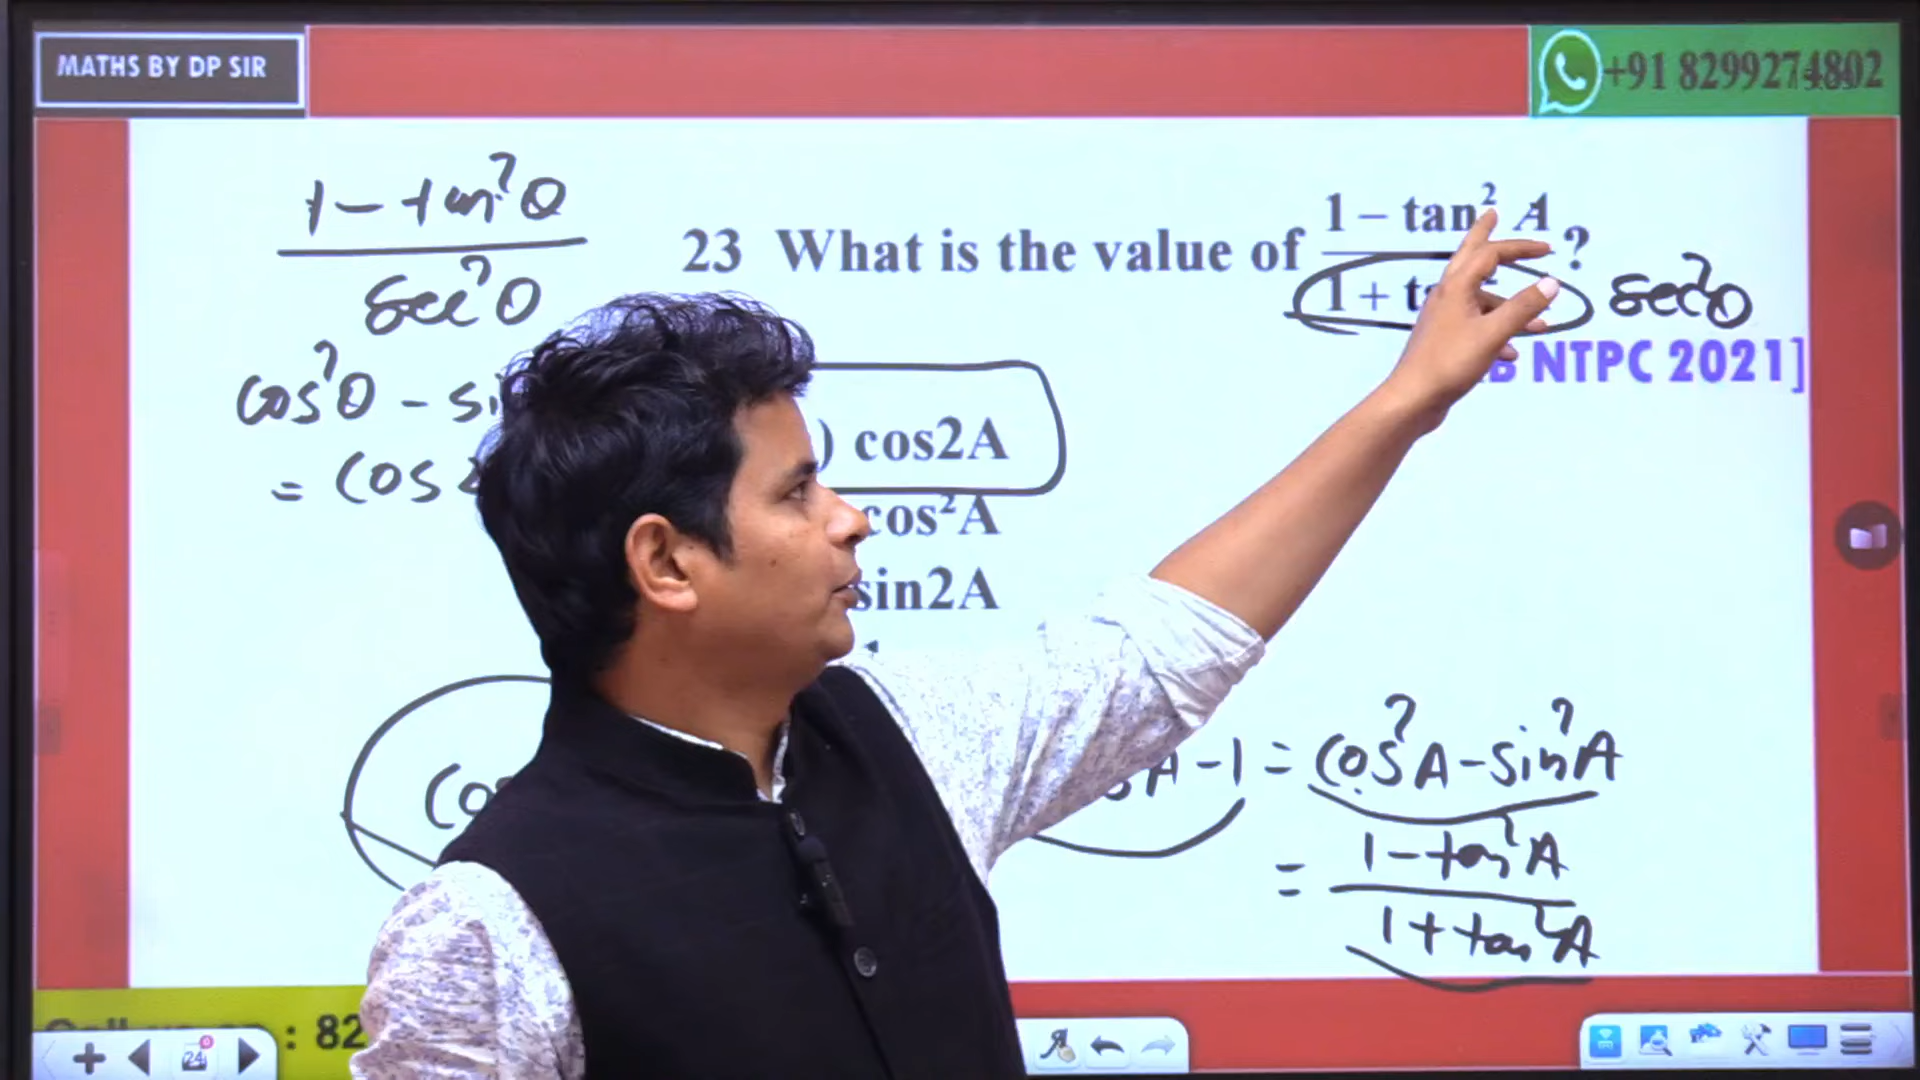 MATHS BY DP SIR
+91 8299274802
1 - tan²θ
sec²θ
23 What is the value of 1 – tan² A
1 +
?
sec²θ
NTPC 2021]
cos²θ -
= cos
) cos2A
cos²A
sin2A
A - 1 = cos²A - sin²A
= 1 - tan²A
1 + tan²A
: 82
24